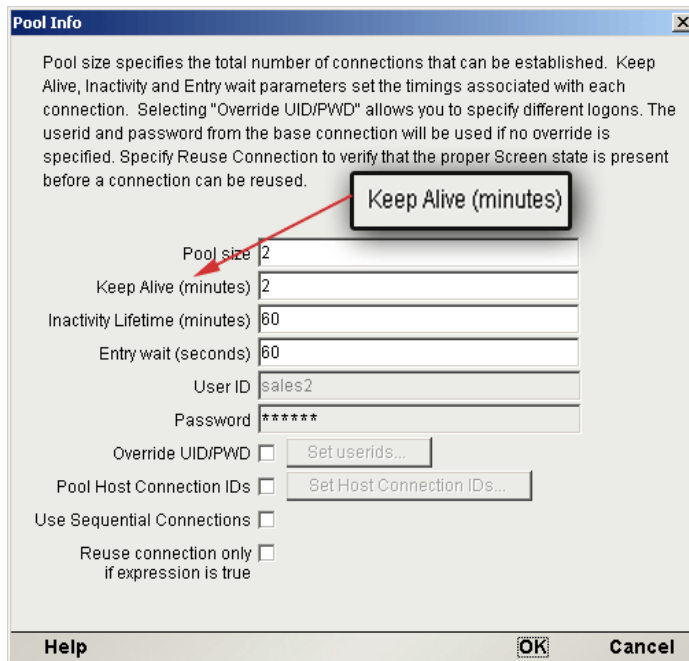 Pool Info
Pool size specifies the total number of connections that can be established. Keep
Alive, Inactivity and Entry wait parameters set the timings associated with each
connection. Selecting "Override UID/PWD" allows you to specify different logons. The
userid and password from the base connection will be used if no override is
specified. Specify Reuse Connection to verify that the proper Screen state is present
before a connection can be reused.
Keep Alive (minutes)
Pool size 2
Keep Alive (minutes) 2
Inactivity Lifetime (minutes) 60
Entry wait (seconds) 60
User ID sales2
Password ******
Override UID/PWD Set userids...
Pool Host Connection IDs Set Host Connection IDs...
Use Sequential Connections
Reuse connection only
if expression is true
Help OK Cancel